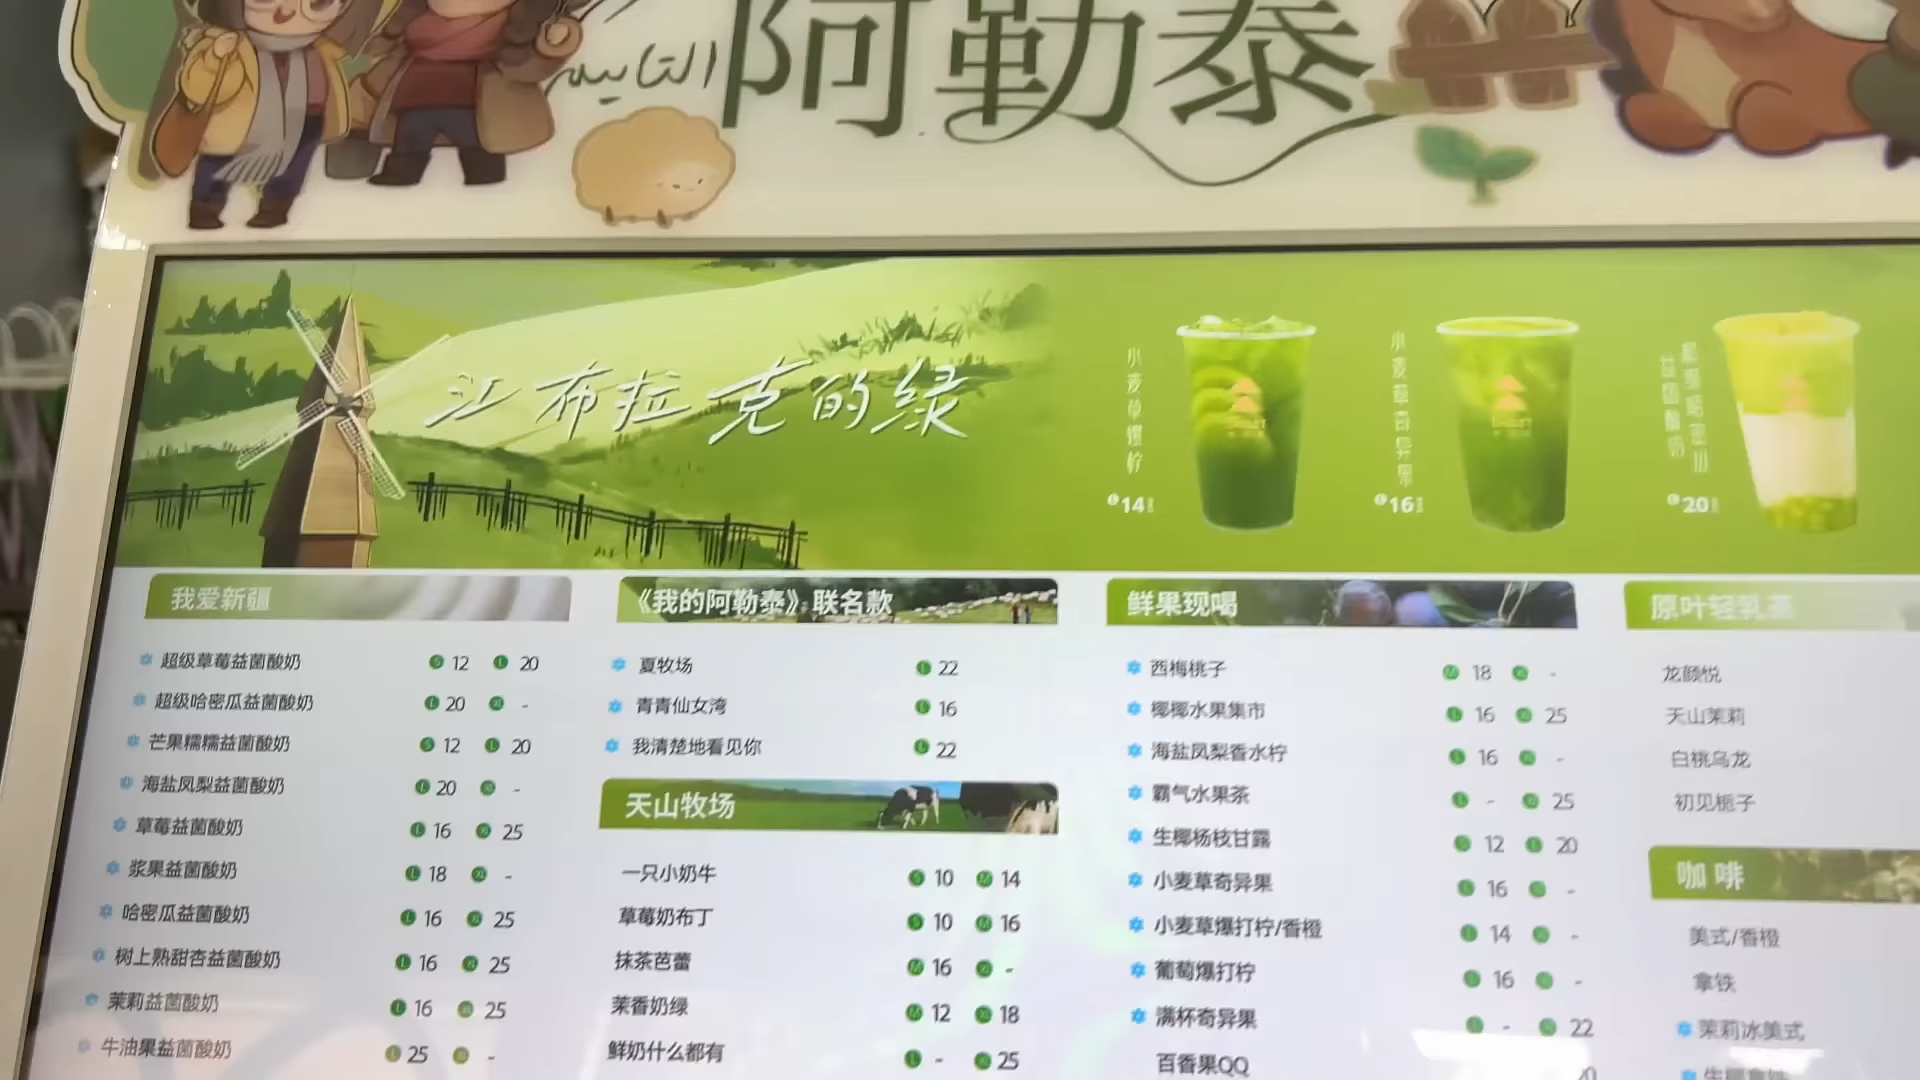 阿勒泰
江布拉克的绿
小麦草爆柠
14
小麦草奇异果
16
超级哈密瓜
益菌酸奶
20
我爱新疆
超级草莓益菌酸奶 S 12 L 20
超级哈密瓜益菌酸奶 L 20 -
芒果糯糯益菌酸奶 S 12 L 20
海盐凤梨益菌酸奶 L 20 -
草莓益菌酸奶 L 16 25
浆果益菌酸奶 L 18 -
哈密瓜益菌酸奶 L 16 25
树上熟甜杏益菌酸奶 L 16 25
茉莉益菌酸奶 L 16 25
牛油果益菌酸奶 L 25 -
《我的阿勒泰》联名款
夏牧场 L 22
青青仙女湾 L 16
我清楚地看见你 L 22
天山牧场
一只小奶牛 S 10 M 14
草莓奶布丁 S 10 M 16
抹茶芭蕾 M 16 -
茉香奶绿 M 12 18
鲜奶什么都有 L - 25
鲜果现喝
西梅桃子 M 18 -
椰椰水果集市 L 16 25
海盐凤梨香水柠 L 16 -
霸气水果茶 L - 25
生椰杨枝甘露 12 20
小麦草奇异果 16 -
小麦草爆打柠/香橙 L 14 -
葡萄爆打柠 16 -
满杯奇异果 - 22
百香果QQ
原叶轻乳茶
龙颜悦
天山茉莉
白桃乌龙
初见栀子
咖啡
美式/香橙
拿铁
茉莉冰美式